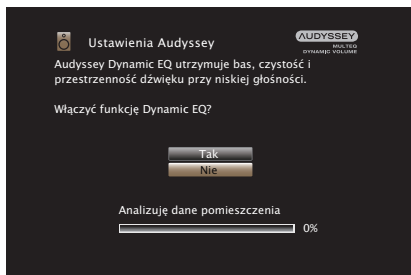 Ustawienia Audyssey
AUDYSSEY
MULTEQ
DYNAMIC VOLUME
Audyssey Dynamic EQ utrzymuje bas, czystość i
przestrzenność dźwięku przy niskiej głośności.
Włączyć funkcję Dynamic EQ?
Tak
Nie
Analizuję dane pomieszczenia
0%